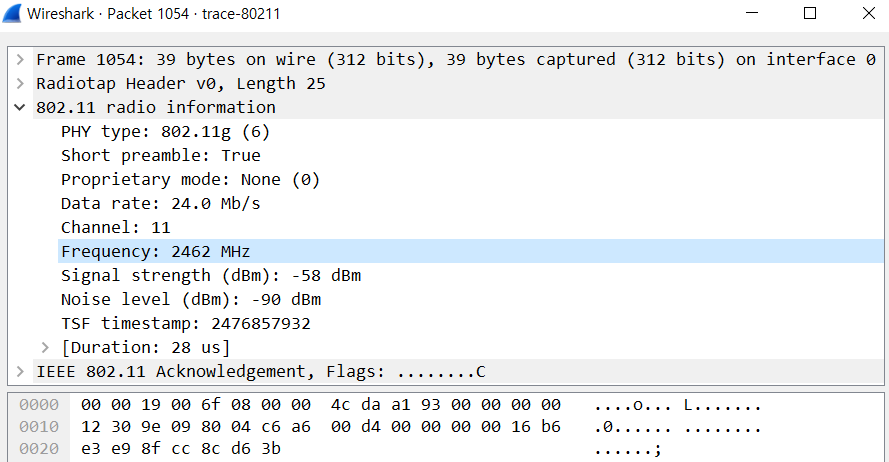 Wireshark · Packet 1054 · trace-80211
Frame 1054: 39 bytes on wire (312 bits), 39 bytes captured (312 bits) on interface 0
Radiotap Header v0, Length 25
802.11 radio information
PHY type: 802.11g (6)
Short preamble: True
Proprietary mode: None (0)
Data rate: 24.0 Mb/s
Channel: 11
Frequency: 2462 MHz
Signal strength (dBm): -58 dBm
Noise level (dBm): -90 dBm
TSF timestamp: 2476857932
[Duration: 28 us]
IEEE 802.11 Acknowledgement, Flags: ........C
0000 00 00 19 00 6f 08 00 00 4c da a1 93 00 00 00 00 ....o... L.......
0010 12 30 9e 09 80 04 c6 a6 00 d4 00 00 00 00 16 b6 .0...... ........
0020 e3 e9 8f cc 8c d6 3b ......;